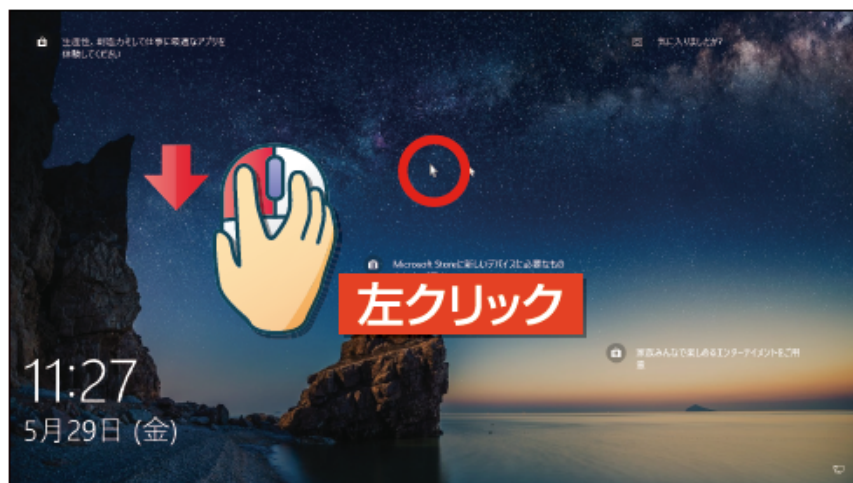 生産性、創造力そして仕事に最適なアプリを
体験してください
気に入りましたか?
Microsoft Storeに新しいデバイスに必要なもの
左クリック
家族みんなで楽しめるエンターテイメントをご用
意
11:27
5月29日 (金)